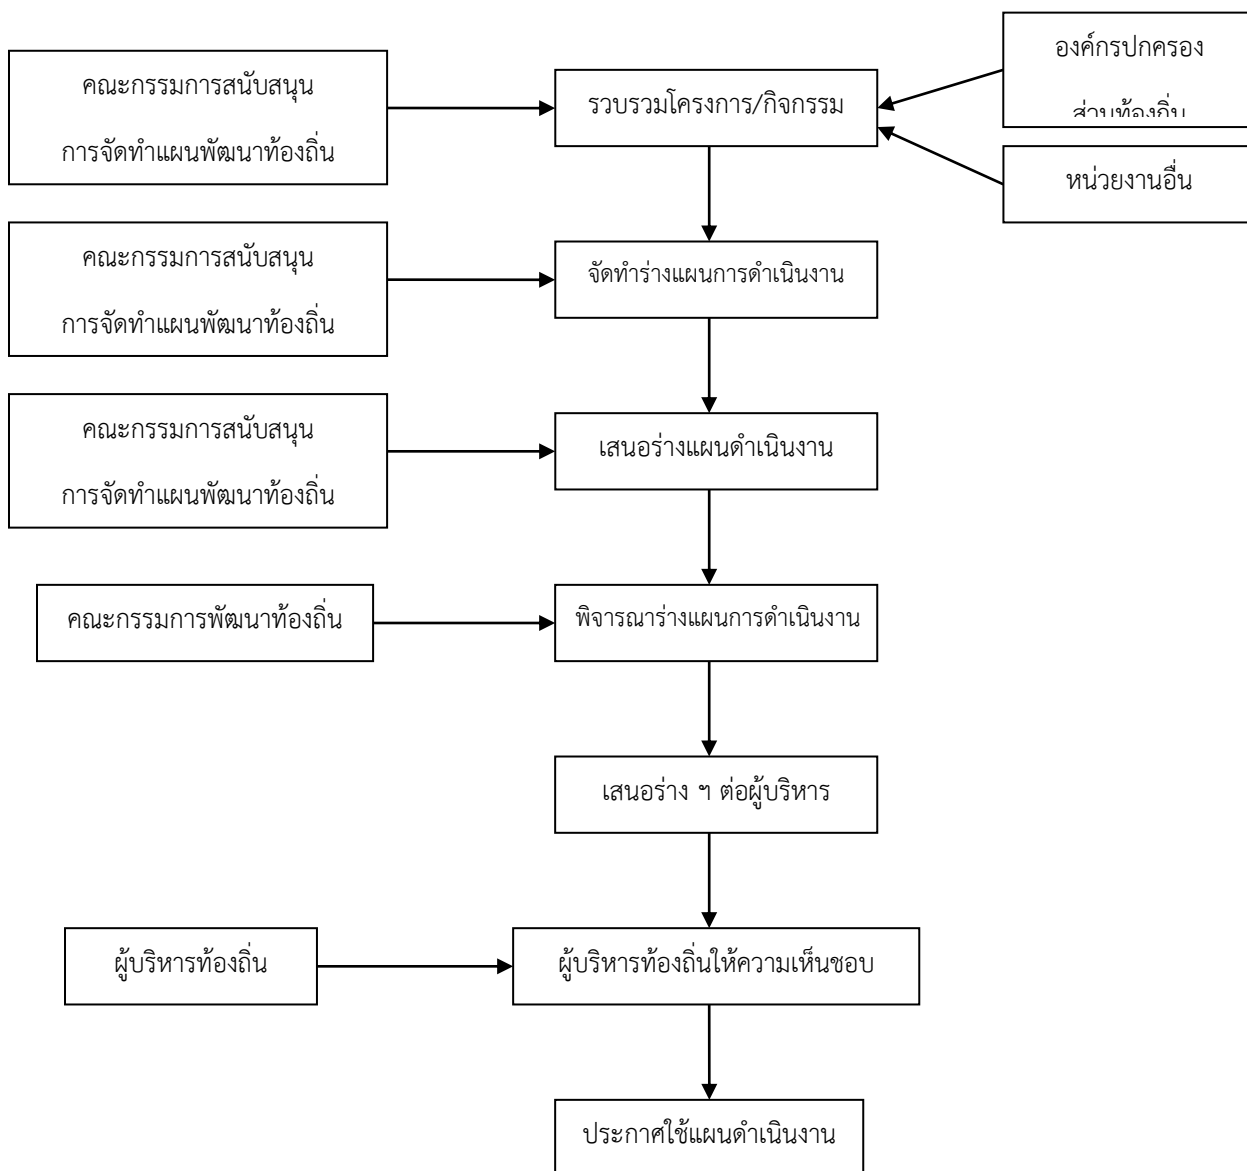 คณะกรรมการสนับสนุน
การจัดทำแผนพัฒนาท้องถิ่น
รวบรวมโครงการ/กิจกรรม
องค์กรปกครอง
ส่วนท้องถิ่น
หน่วยงานอื่น
คณะกรรมการสนับสนุน
การจัดทำแผนพัฒนาท้องถิ่น
จัดทำร่างแผนการดำเนินงาน
คณะกรรมการสนับสนุน
การจัดทำแผนพัฒนาท้องถิ่น
เสนอร่างแผนดำเนินงาน
คณะกรรมการพัฒนาท้องถิ่น
พิจารณาร่างแผนการดำเนินงาน
เสนอร่าง ฯ ต่อผู้บริหาร
ผู้บริหารท้องถิ่น
ผู้บริหารท้องถิ่นให้ความเห็นชอบ
ประกาศใช้แผนดำเนินงาน